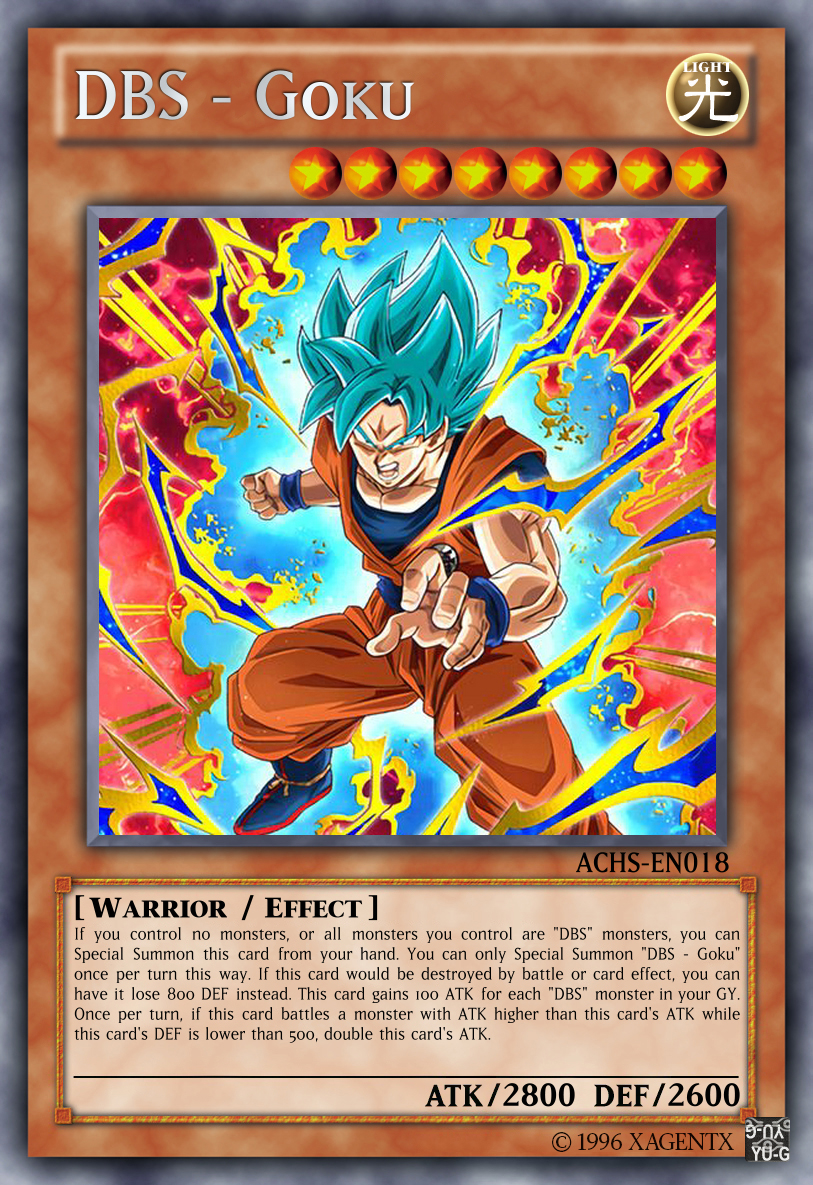 DBS - Goku
LIGHT
光
ACHS-EN018
[ Warrior / Effect ]
If you control no monsters, or all monsters you control are "DBS" monsters, you can
Special Summon this card from your hand. You can only Special Summon "DBS - Goku"
once per turn this way. If this card would be destroyed by battle or card effect, you can
have it lose 800 DEF instead. This card gains 100 ATK for each "DBS" monster in your GY.
Once per turn, if this card battles a monster with ATK higher than this card's ATK while
this card's DEF is lower than 500, double this card's ATK.
ATK/2800 DEF/2600
© 1996 XAGENTX
YU-G